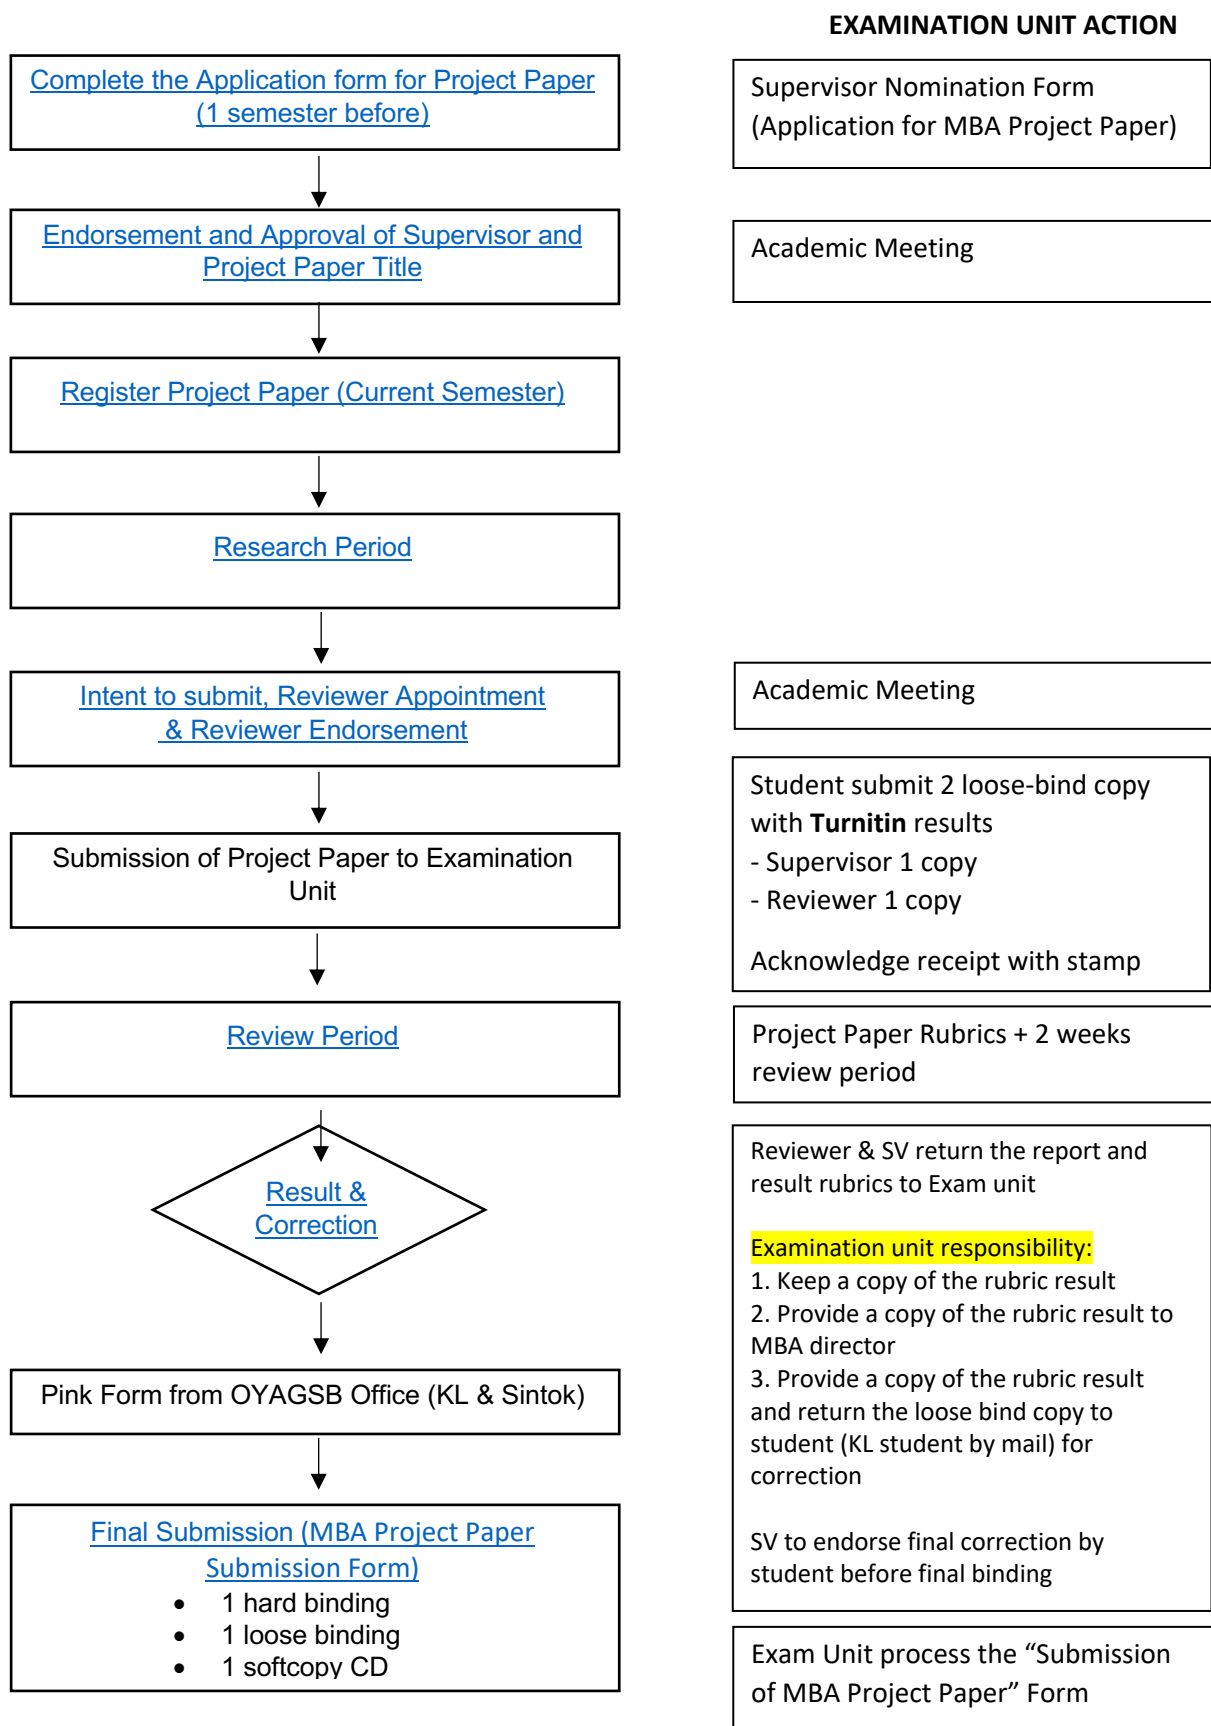 EXAMINATION UNIT ACTION
Complete the Application form for Project Paper
(1 semester before)
Supervisor Nomination Form
(Application for MBA Project Paper)
Endorsement and Approval of Supervisor and
Project Paper Title
Academic Meeting
Register Project Paper (Current Semester)
Research Period
Intent to submit, Reviewer Appointment
& Reviewer Endorsement
Academic Meeting
Submission of Project Paper to Examination
Unit
Student submit 2 loose-bind copy
with Turnitin results
- Supervisor 1 copy
- Reviewer 1 copy
Acknowledge receipt with stamp
Review Period
Project Paper Rubrics + 2 weeks
review period
Result &
Correction
Reviewer & SV return the report and
result rubrics to Exam unit
Examination unit responsibility:
1. Keep a copy of the rubric result
2. Provide a copy of the rubric result to
MBA director
3. Provide a copy of the rubric result
and return the loose bind copy to
student (KL student by mail) for
correction
SV to endorse final correction by
student before final binding
Pink Form from OYAGSB Office (KL & Sintok)
Final Submission (MBA Project Paper
Submission Form)
• 1 hard binding
• 1 loose binding
• 1 softcopy CD
Exam Unit process the “Submission
of MBA Project Paper” Form